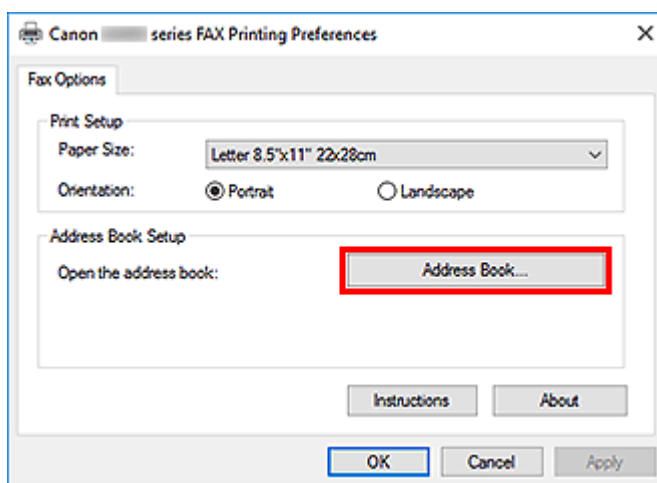 Canon series FAX Printing Preferences
Fax Options
Print Setup
Paper Size: Letter 8.5"x11" 22x28cm
Orientation: Portrait Landscape
Address Book Setup
Open the address book: Address Book...
Instructions About
OK Cancel Apply